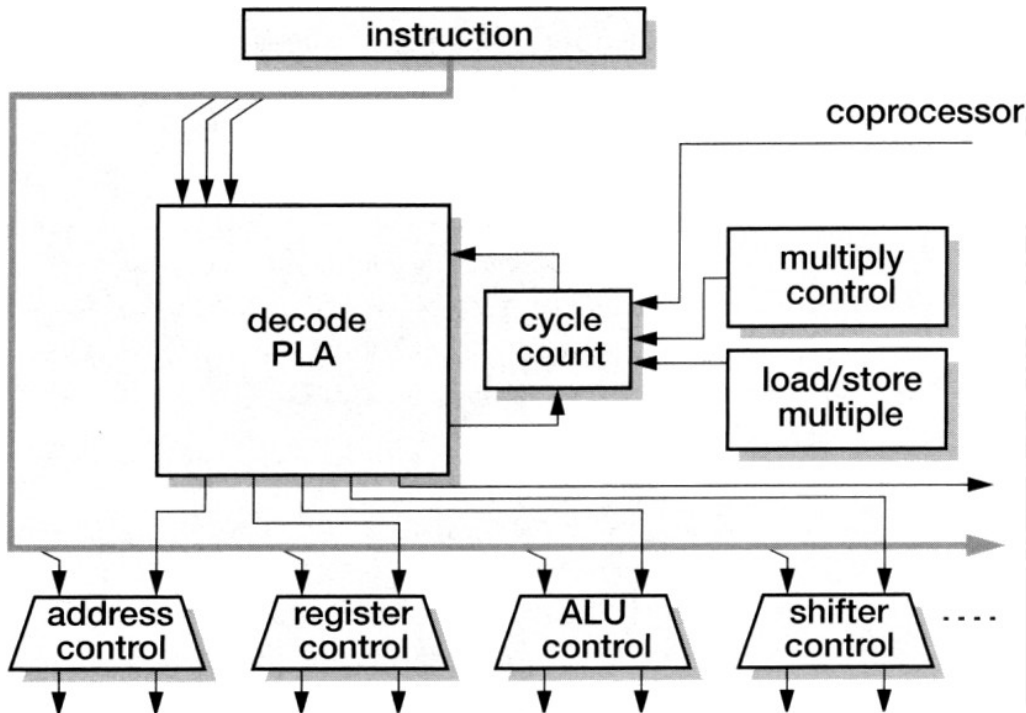 instruction
coprocessor
multiply
control
decode
PLA
cycle
count
load/store
multiple
address
control
register
control
ALU
control
shifter
control